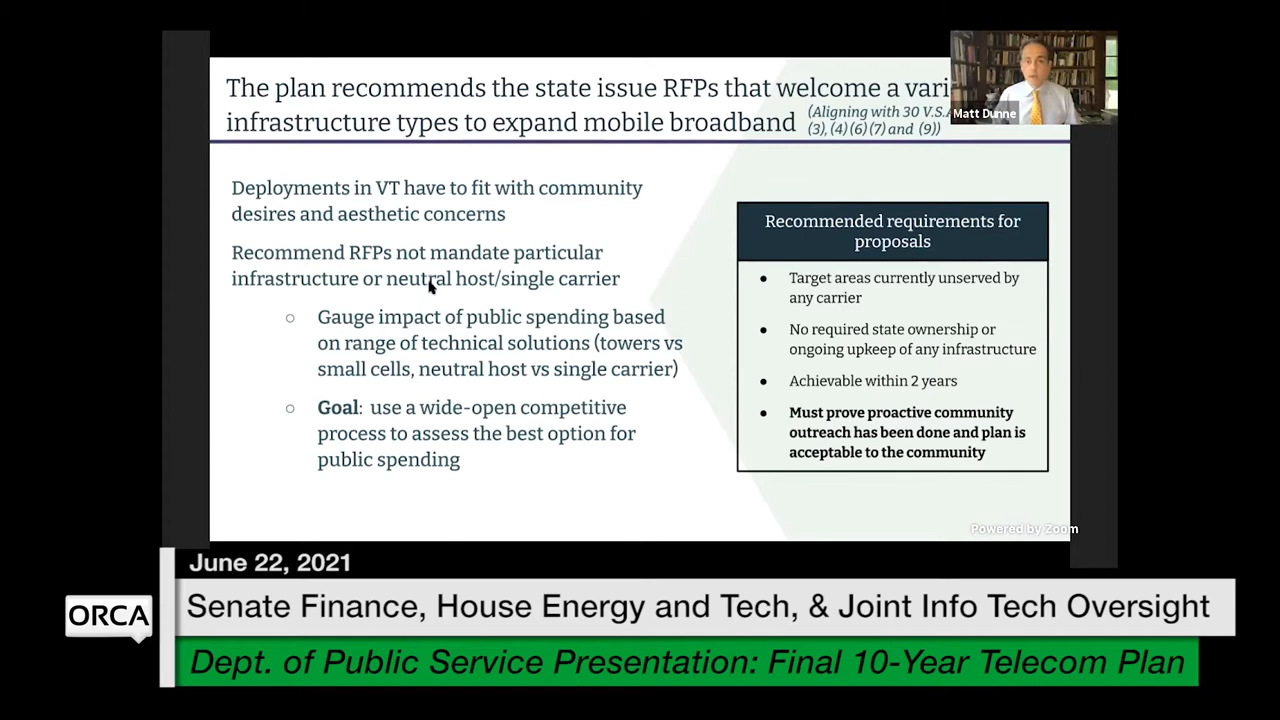 The plan recommends the state issue RFPs that welcome a vari
infrastructure types to expand mobile broadband
(Aligning with 30 V.S.A
(3), (4) (6) (7) and (9))
Matt Dunne
Deployments in VT have to fit with community
desires and aesthetic concerns
Recommend RFPs not mandate particular
infrastructure or neutral host/single carrier
○ Gauge impact of public spending based
on range of technical solutions (towers vs
small cells, neutral host vs single carrier)
○ Goal: use a wide-open competitive
process to assess the best option for
public spending
Recommended requirements for
proposals
● Target areas currently unserved by
any carrier
● No required state ownership or
ongoing upkeep of any infrastructure
● Achievable within 2 years
● Must prove proactive community
outreach has been done and plan is
acceptable to the community
Powered by Zoom
June 22, 2021
ORCA
Senate Finance, House Energy and Tech, & Joint Info Tech Oversight
Dept. of Public Service Presentation: Final 10-Year Telecom Plan